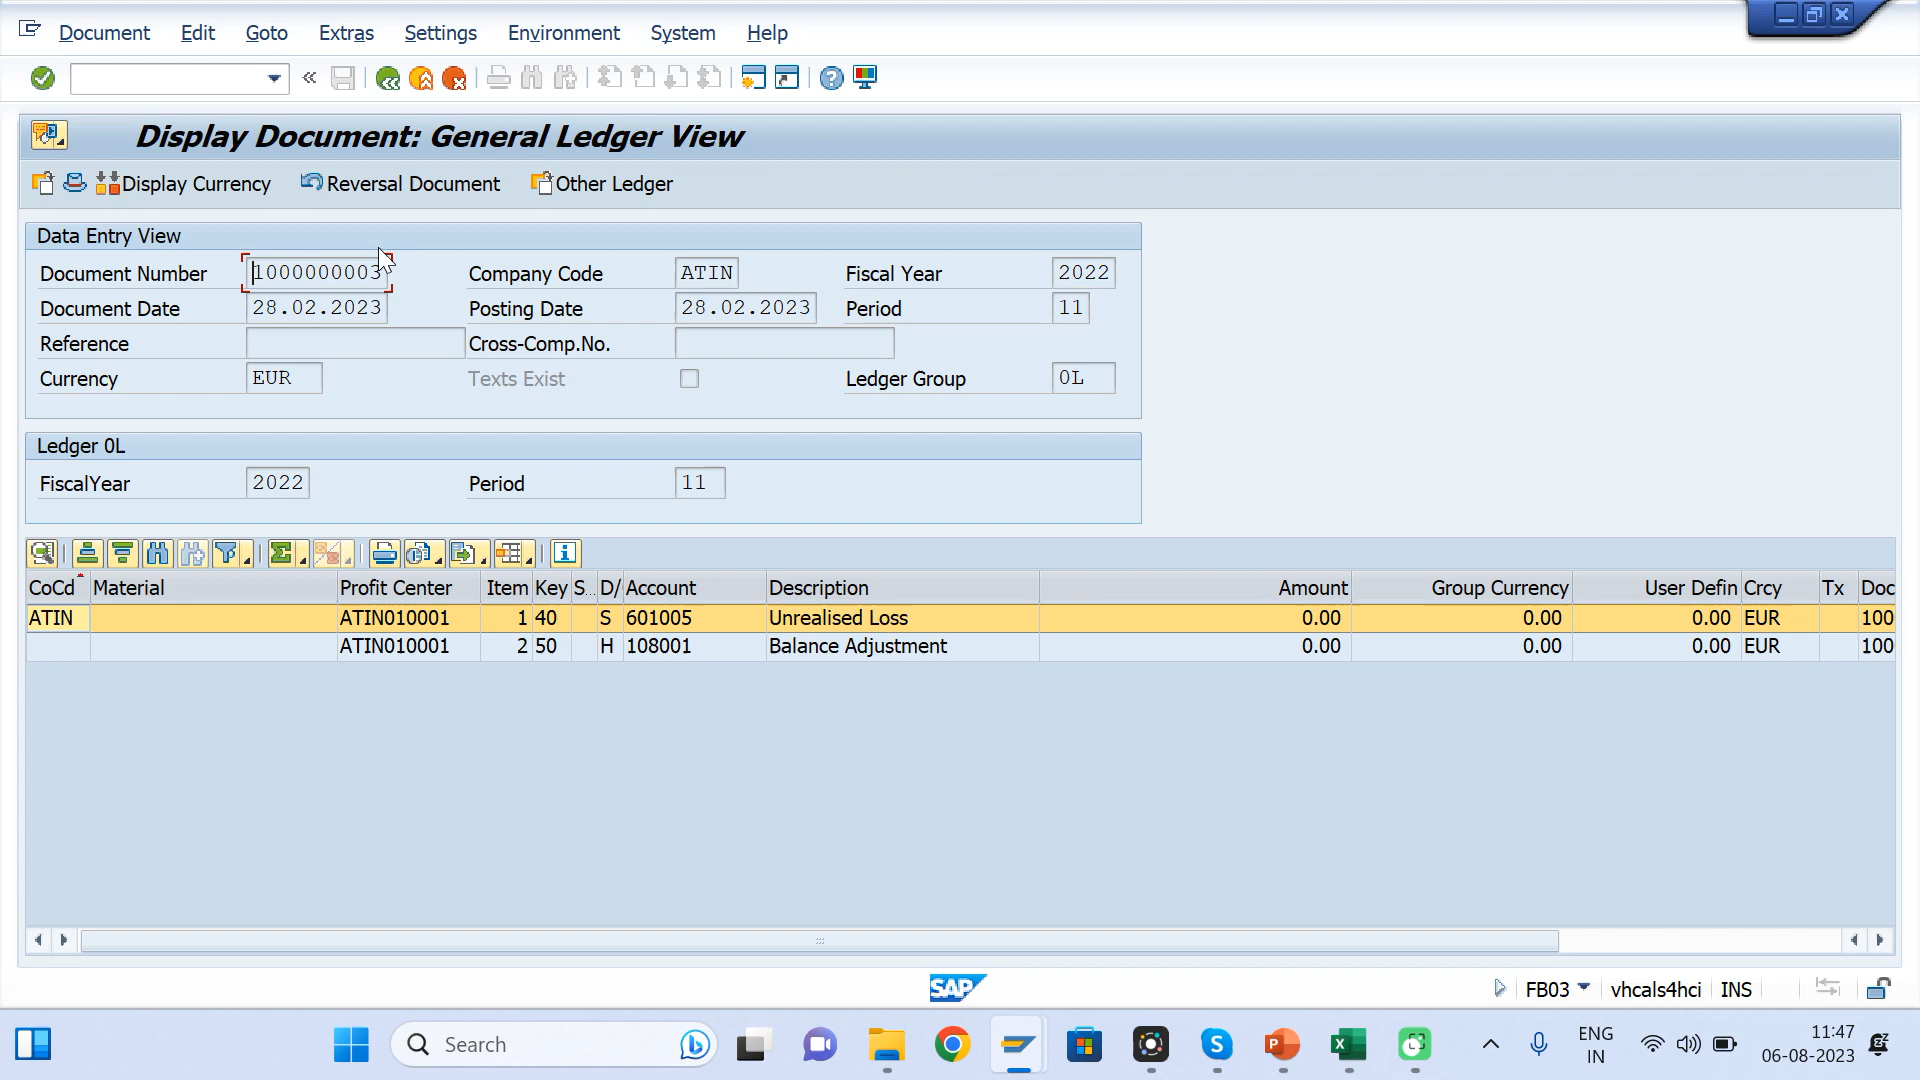 Document Edit Goto Extras Settings Environment System Help
Display Document: General Ledger View
Display Currency Reversal Document Other Ledger
Data Entry View
Document Number 1000000003 Company Code ATIN Fiscal Year 2022
Document Date 28.02.2023 Posting Date 28.02.2023 Period 11
Reference Cross-Comp.No.
Currency EUR Texts Exist Ledger Group 0L
Ledger 0L
FiscalYear 2022 Period 11
CoCd Material Profit Center Item Key S... D/ Account Description Amount Group Currency User Defin Crcy Tx Doc
ATIN ATIN010001 1 40 S 601005 Unrealised Loss 0.00 0.00 0.00 EUR 100
ATIN010001 2 50 H 108001 Balance Adjustment 0.00 0.00 0.00 EUR 100
SAP FB03 vhcals4hci INS
Search ENG 11:47
IN 06-08-2023